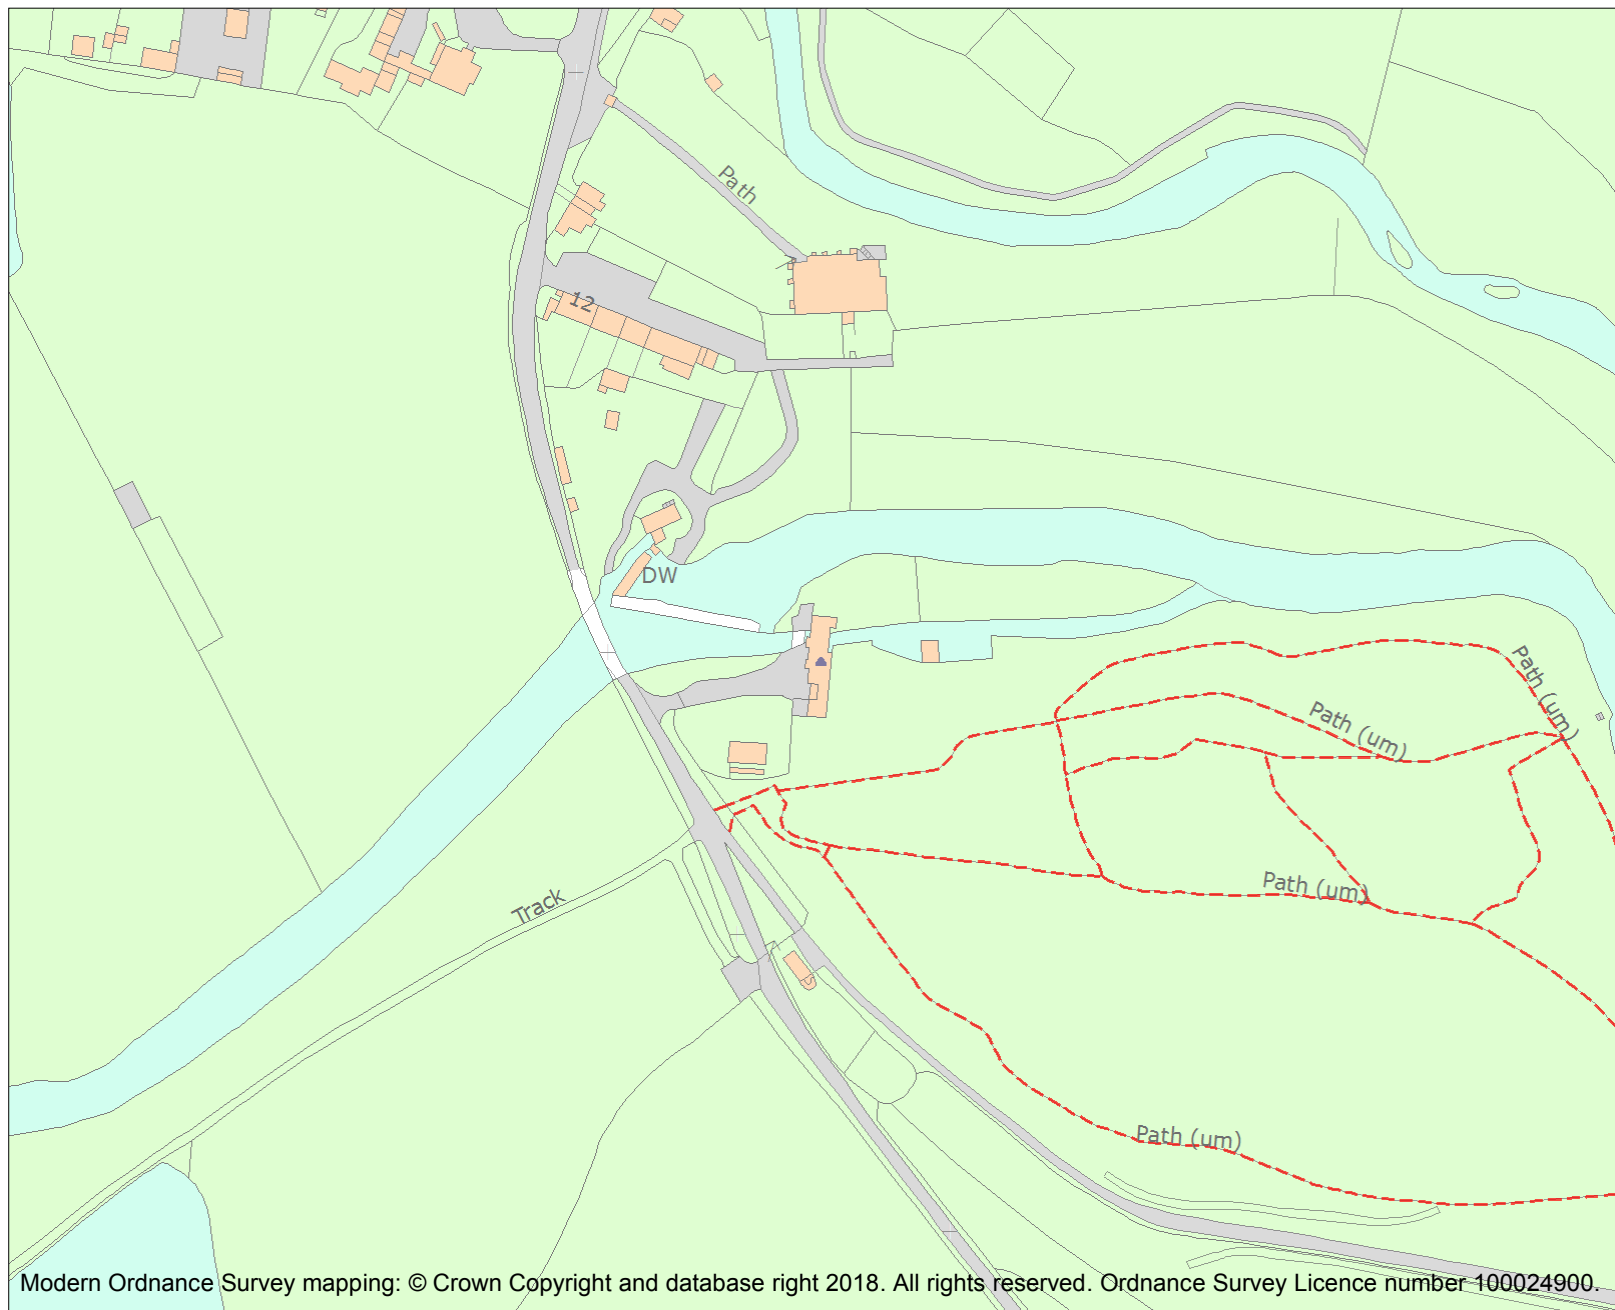 Path
12
DW
Path (um)
Path (um)
Path (um)
Track
Path (um)
Modern Ordnance Survey mapping: © Crown Copyright and database right 2018. All rights reserved. Ordnance Survey Licence number 100024900.